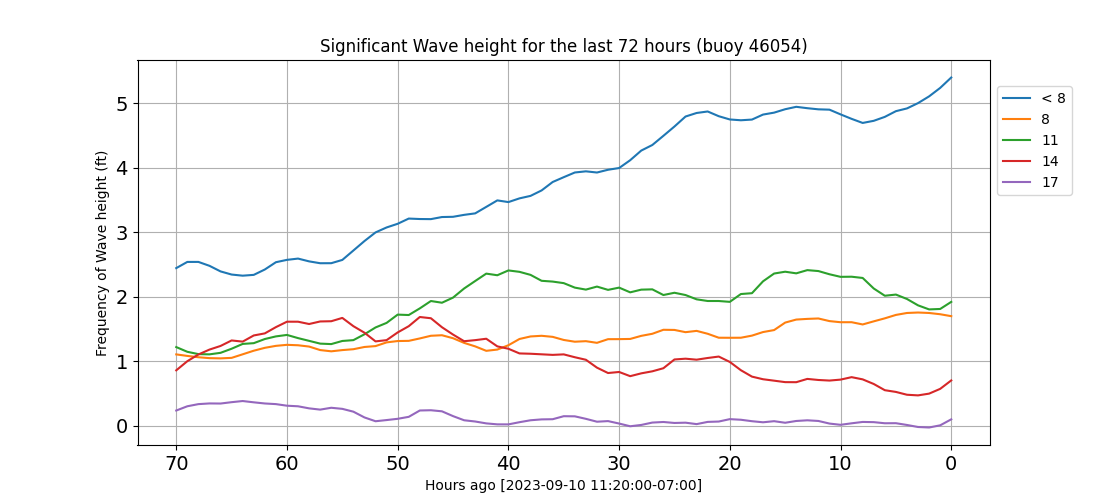 Significant Wave height for the last 72 hours (buoy 46054)
Frequency of Wave height (ft)
5
4
3
2
1
0
70 60 50 40 30 20 10 0
Hours ago [2023-09-10 11:20:00-07:00]
< 8
8
11
14
17